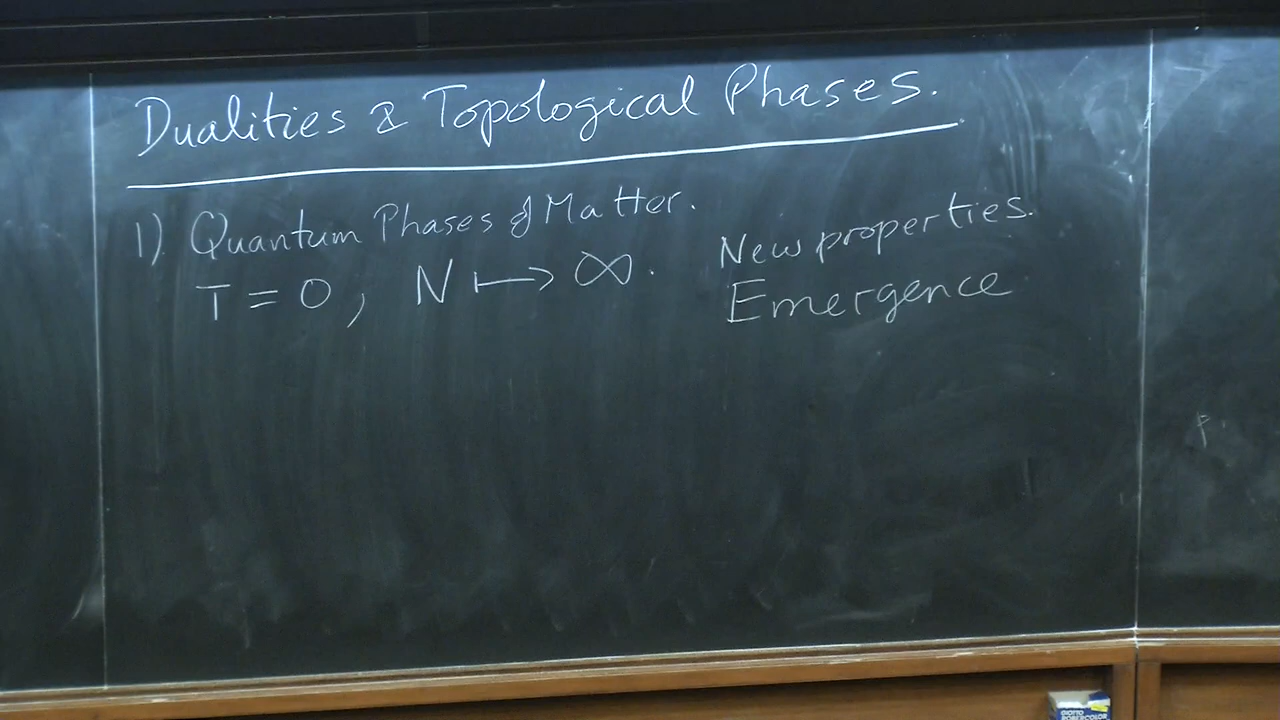 Dualities & Topological Phases.
1) Quantum Phases of Matter.
T = 0, N ↦ ∞.
New properties.
Emergence